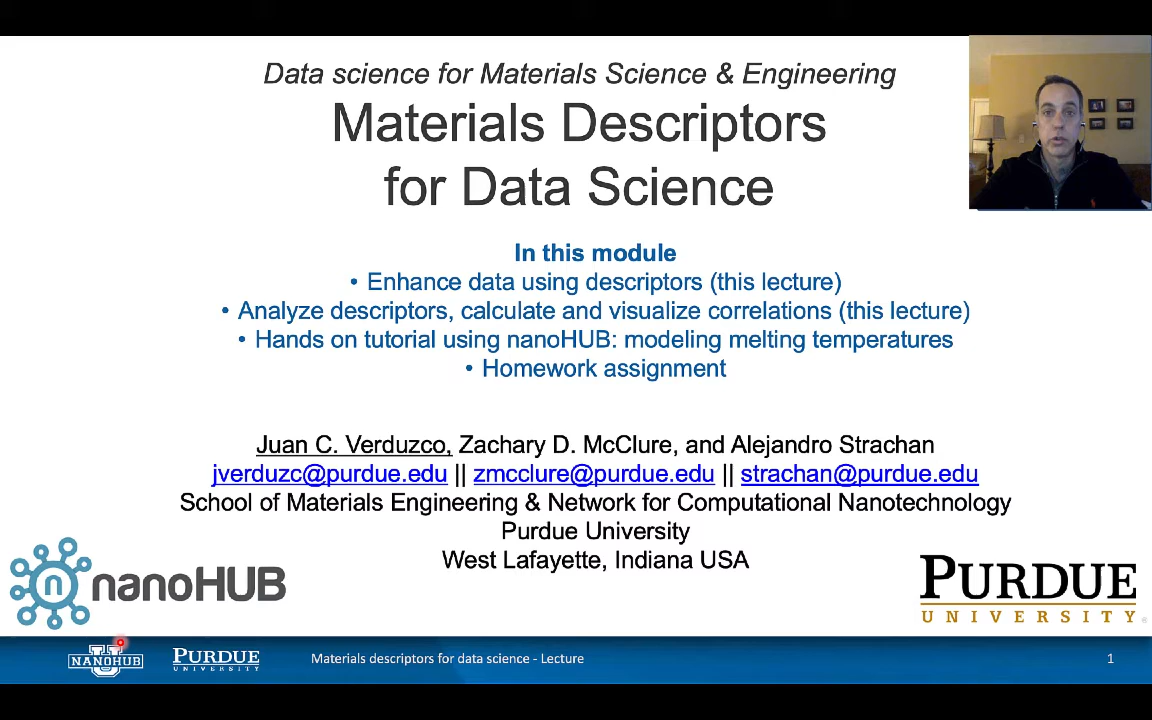 Data science for Materials Science & Engineering
Materials Descriptors
for Data Science
In this module
• Enhance data using descriptors (this lecture)
• Analyze descriptors, calculate and visualize correlations (this lecture)
• Hands on tutorial using nanoHUB: modeling melting temperatures
• Homework assignment
Juan C. Verduzco, Zachary D. McClure, and Alejandro Strachan
jverduzc@purdue.edu || zmcclure@purdue.edu || strachan@purdue.edu
School of Materials Engineering & Network for Computational Nanotechnology
Purdue University
West Lafayette, Indiana USA
n nanoHUB
PURDUE
UNIVERSITY
®
U NANOHUB
PURDUE
UNIVERSITY
Materials descriptors for data science - Lecture
1